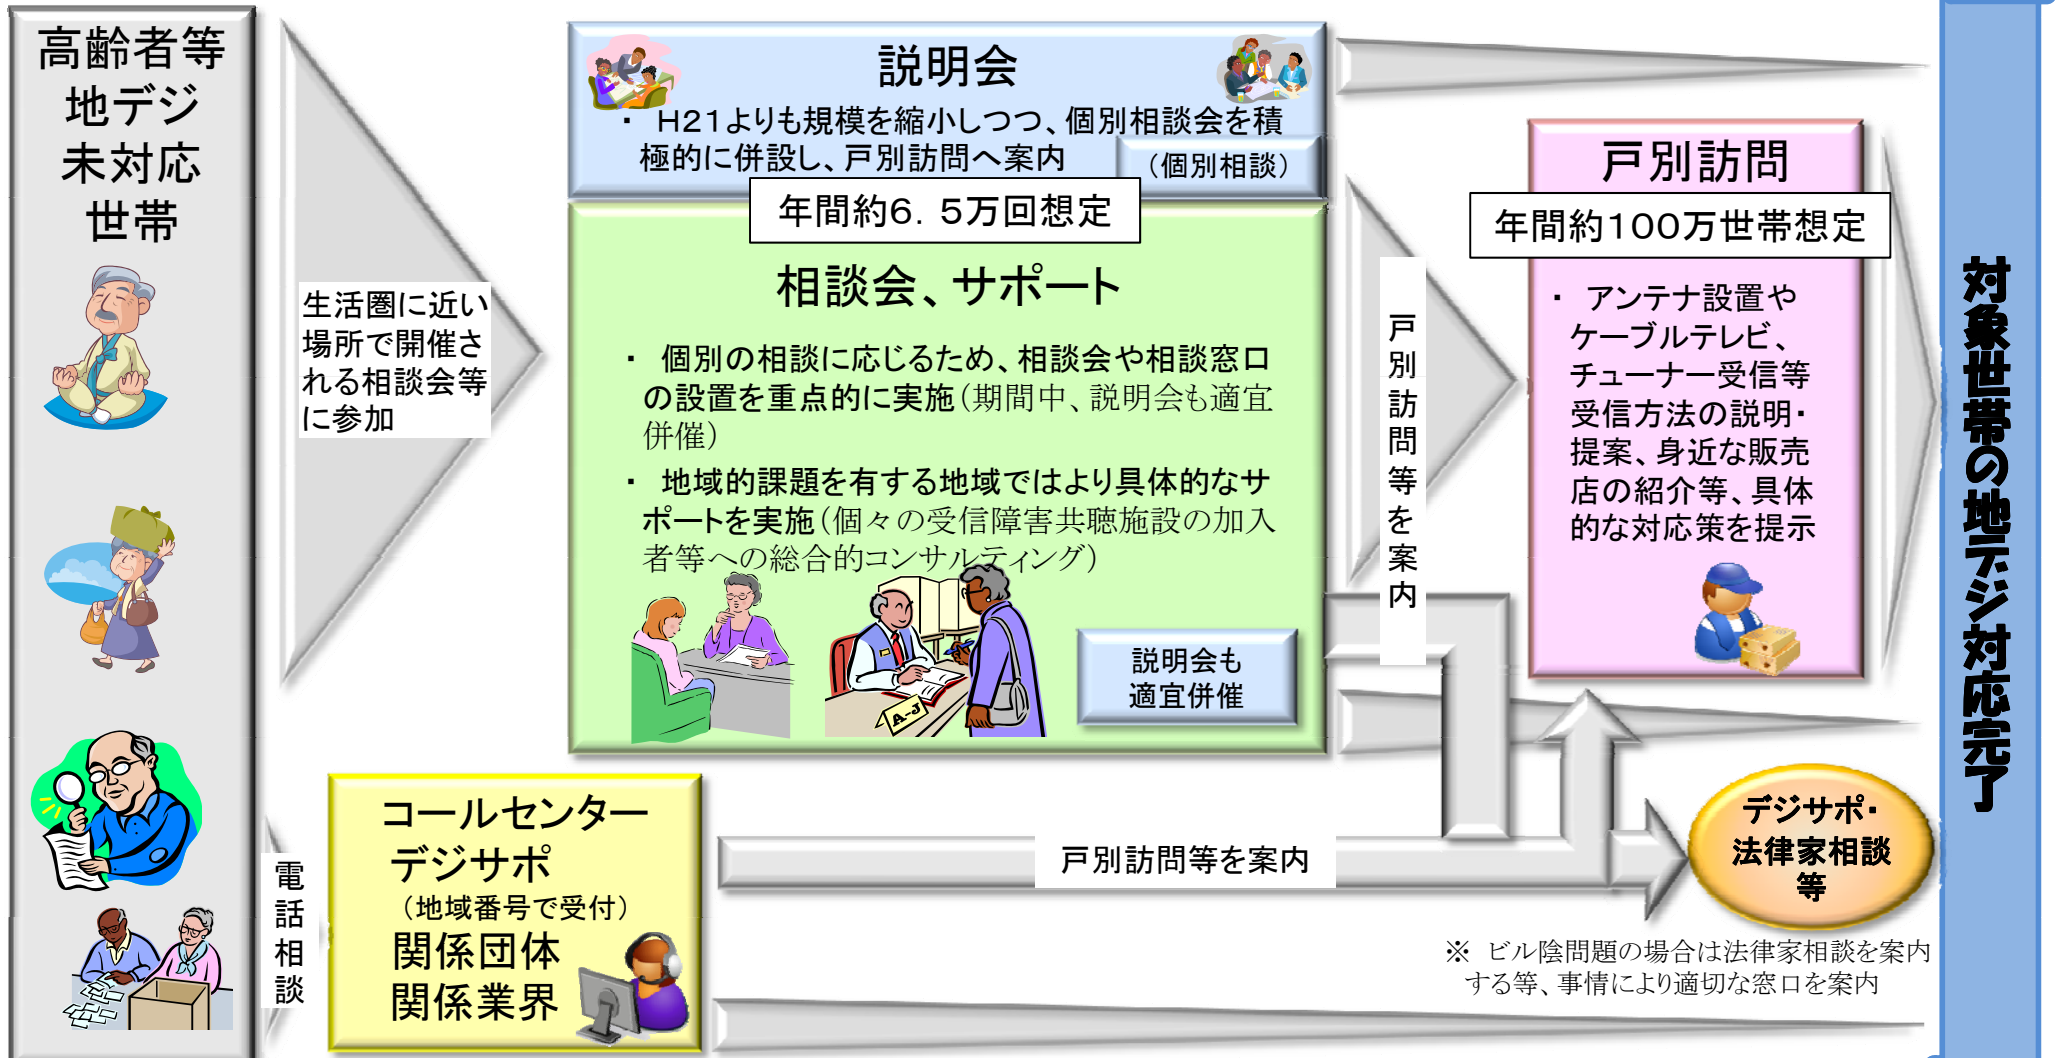 高齢者等
地デジ
未対応
世帯
生活圏に近い
場所で開催さ
れる相談会等
に参加
説明会
・ H21よりも規模を縮小しつつ、個別相談会を積
極的に併設し、戸別訪問へ案内
(個別相談)
年間約6.5万回想定
相談会、サポート
・ 個別の相談に応じるため、相談会や相談窓口
の設置を重点的に実施(期間中、説明会も適宜
併催)
・ 地域的課題を有する地域ではより具体的なサ
ポートを実施(個々の受信障害共聴施設の加入
者等への総合的コンサルティング)
A-J
説明会も
適宜併催
戸別訪問等を案内
戸別訪問
年間約100万世帯想定
・ アンテナ設置や
ケーブルテレビ、
チューナー受信等
受信方法の説明・
提案、身近な販売
店の紹介等、具体
的な対応策を提示
電話相談
コールセンター
デジサポ
(地域番号で受付)
関係団体
関係業界
戸別訪問等を案内
デジサポ・
法律家相談
等
※ ビル陰問題の場合は法律家相談を案内
する等、事情により適切な窓口を案内
対象世帯の地デジ対応完了